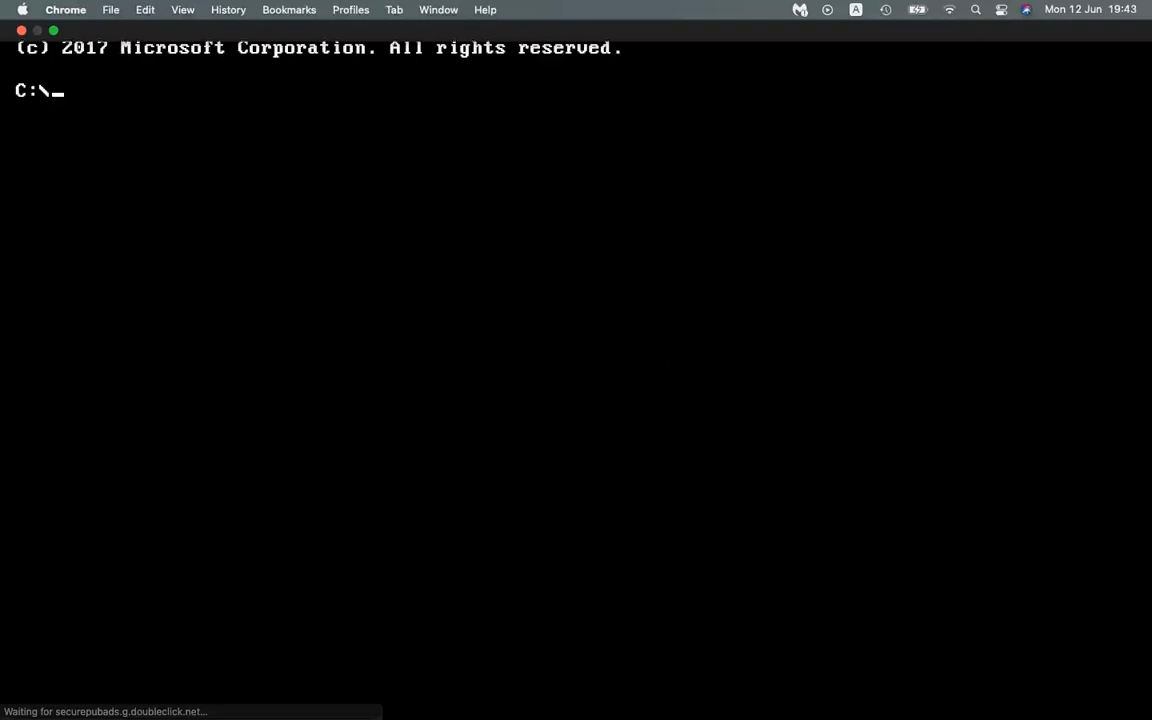 Chrome File Edit View History Bookmarks Profiles Tab Window Help A Mon 12 Jun 19:43
(c) 2017 Microsoft Corporation. All rights reserved.
C:\_
Waiting for securepubads.g.doubleclick.net...